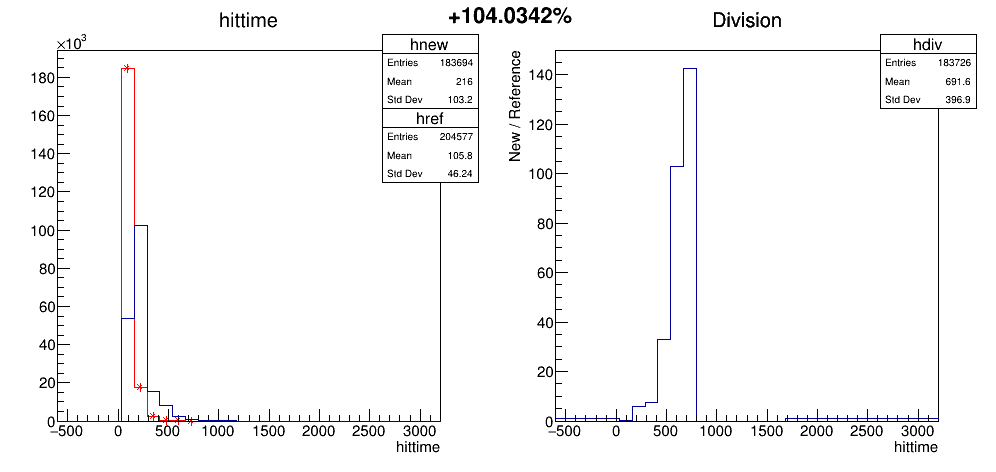 +104.0342%
hittime
×10³
180
160
140
120
100
80
60
40
20
0
−500 0 500 1000 1500 2000 2500 3000
hittime
hnew
Entries 183694
Mean 216
Std Dev 103.2
href
Entries 204577
Mean 105.8
Std Dev 46.24
Division
New / Reference
140
120
100
80
60
40
20
0
−500 0 500 1000 1500 2000 2500 3000
hittime
hdiv
Entries 183726
Mean 691.6
Std Dev 396.9